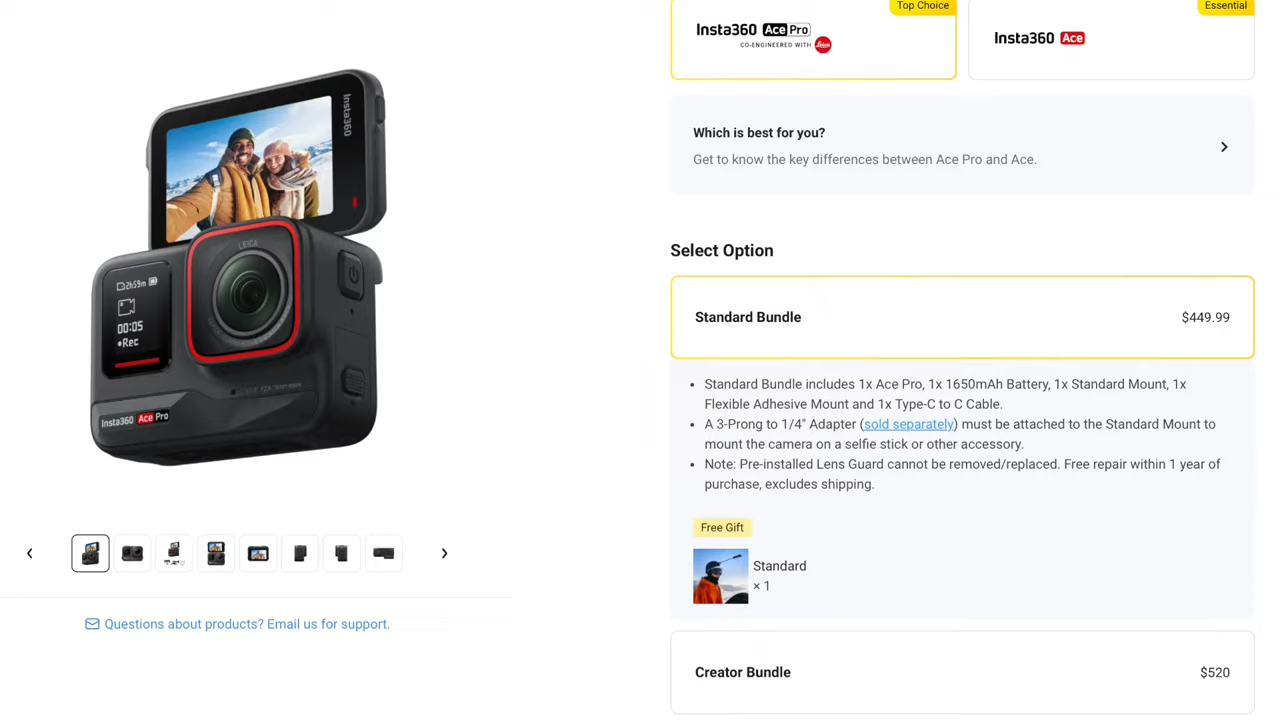 Top Choice
Essential
Insta360 Ace Pro
CO-ENGINEERED WITH Leica
Insta360 Ace
Which is best for you?
Get to know the key differences between Ace Pro and Ace.
Insta360
LEICA
2h59m
00:05
Rec
Insta360 Ace Pro
Select Option
Standard Bundle
$449.99
• Standard Bundle includes 1x Ace Pro, 1x 1650mAh Battery, 1x Standard Mount, 1x
Flexible Adhesive Mount and 1x Type-C to C Cable.
• A 3-Prong to 1/4" Adapter (sold separately) must be attached to the Standard Mount to
mount the camera on a selfie stick or other accessory.
• Note: Pre-installed Lens Guard cannot be removed/replaced. Free repair within 1 year of
purchase, excludes shipping.
Free Gift
Standard
× 1
Questions about products? Email us for support.
Creator Bundle
$520